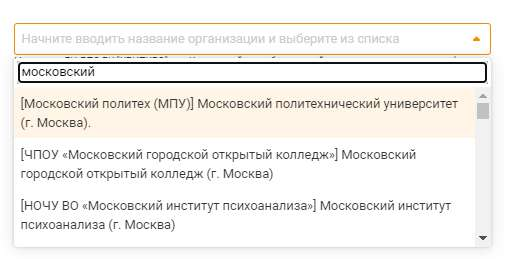 Начните вводить название организации и выберите из списка
московский
[Московский политех (МПУ)] Московский политехнический университет
(г. Москва).
[ЧПОУ «Московский городской открытый колледж»] Московский
городской открытый колледж (г. Москва)
[НОЧУ ВО «Московский институт психоанализа»] Московский институт
психоанализа (г. Москва)